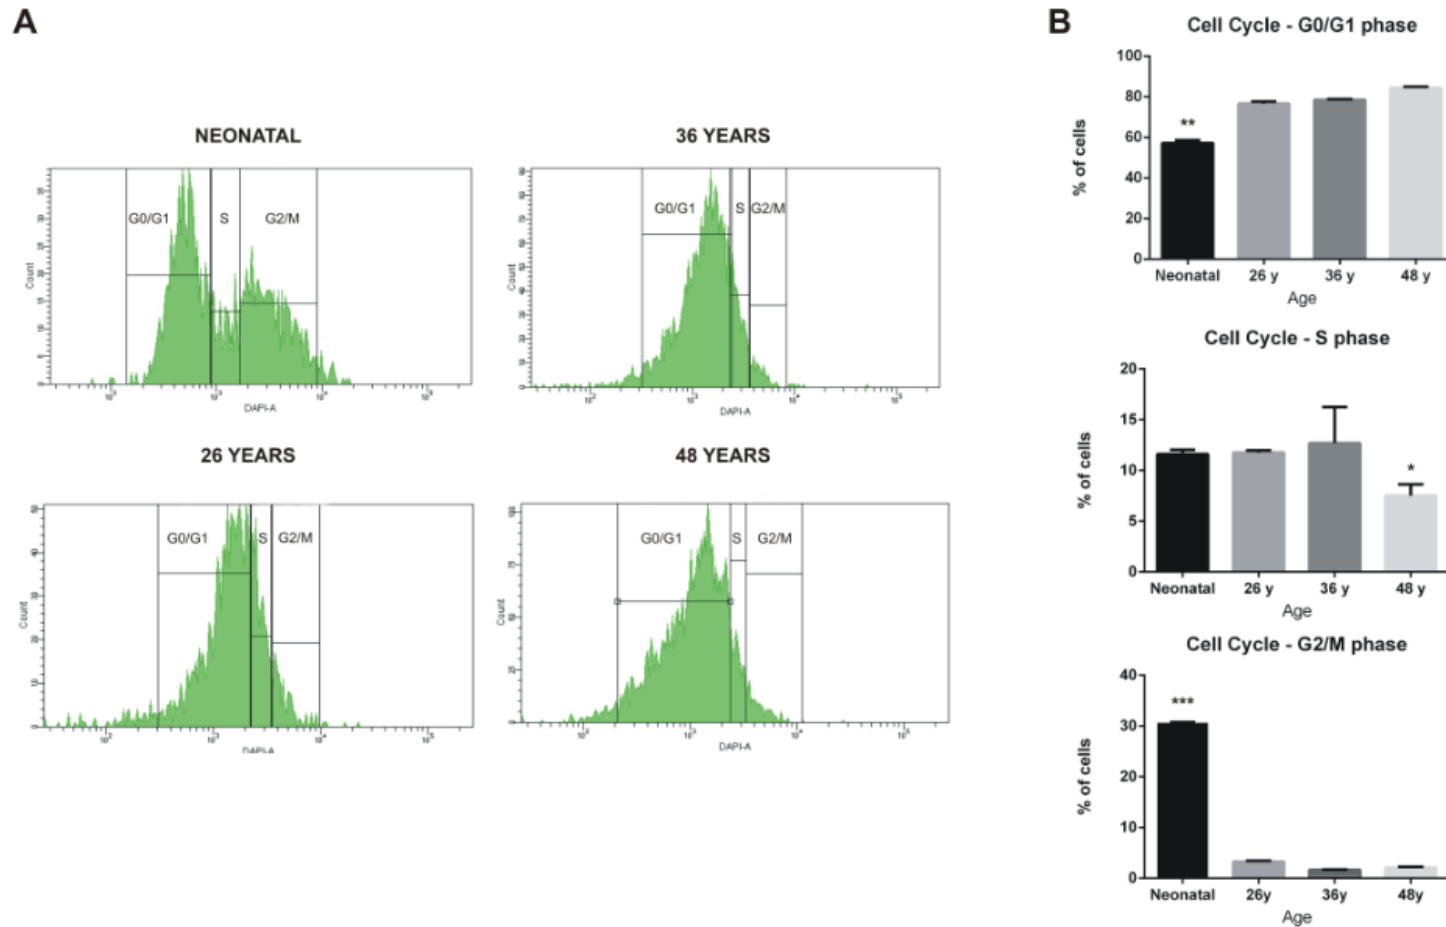 A
NEONATAL
G0/G1 S G2/M
Count
DAPI-A
36 YEARS
G0/G1 S G2/M
Count
DAPI-A
26 YEARS
G0/G1 S G2/M
Count
DAPI-A
48 YEARS
G0/G1 S G2/M
Count
DAPI-A
B
Cell Cycle - G0/G1 phase
100
80
60
40
20
0
% of cells
**
Neonatal 26 y 36 y 48 y
Age
Cell Cycle - S phase
20
15
10
5
0
% of cells
*
Neonatal 26 y 36 y 48 y
Age
Cell Cycle - G2/M phase
40
30
20
10
0
% of cells
***
Neonatal 26y 36y 48y
Age